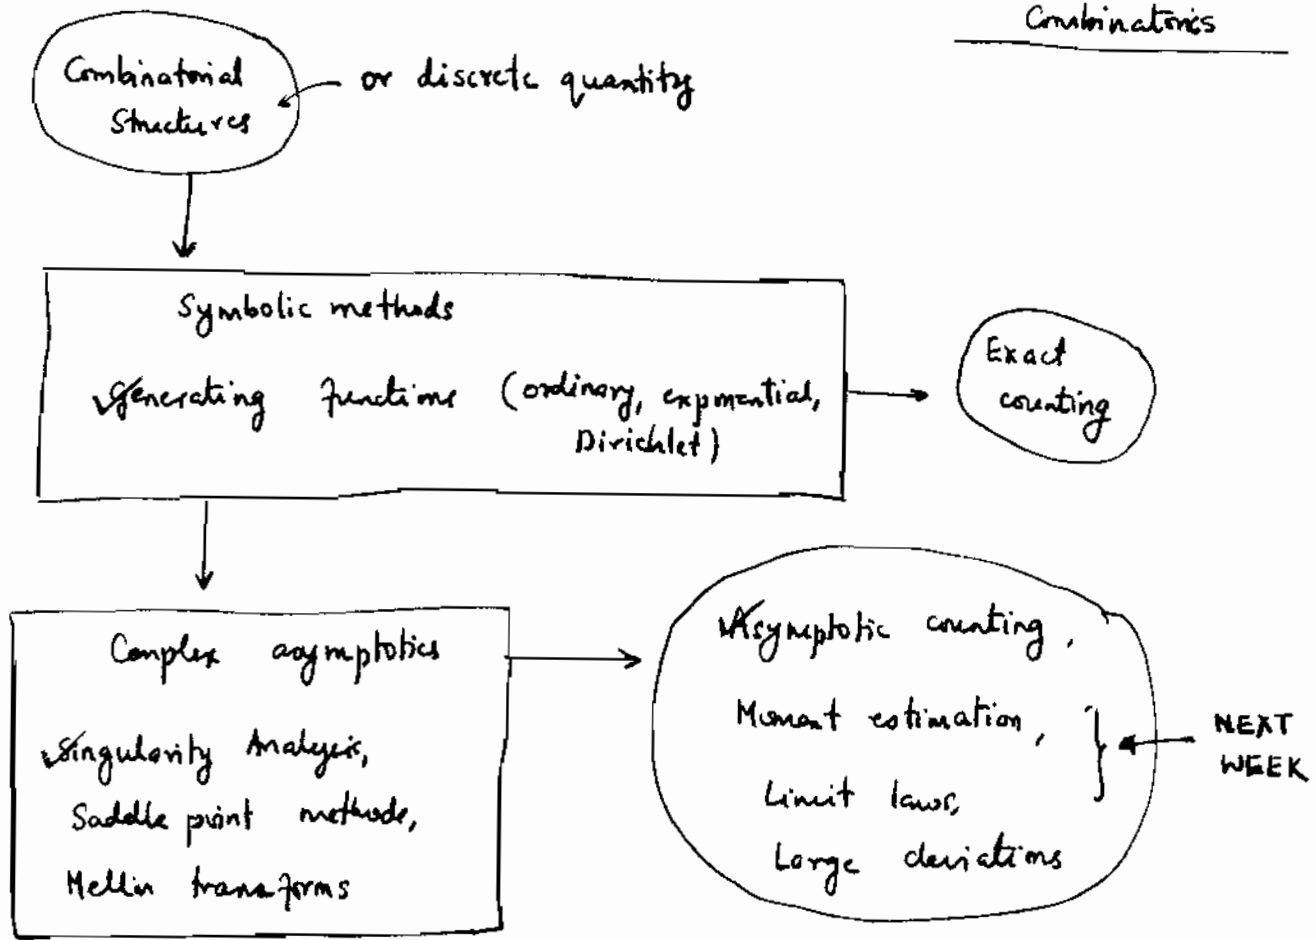 Combinatorics
Combinatorial
Structures
or discrete quantity
Symbolic methods
✓Generating functions (ordinary, exponential,
Dirichlet)
Exact
counting
Complex asymptotics
✓Singularity Analysis,
Saddle point methods,
Mellin transforms
✓Asymptotic counting,
Moment estimation,
Limit laws,
Large deviations
NEXT
WEEK